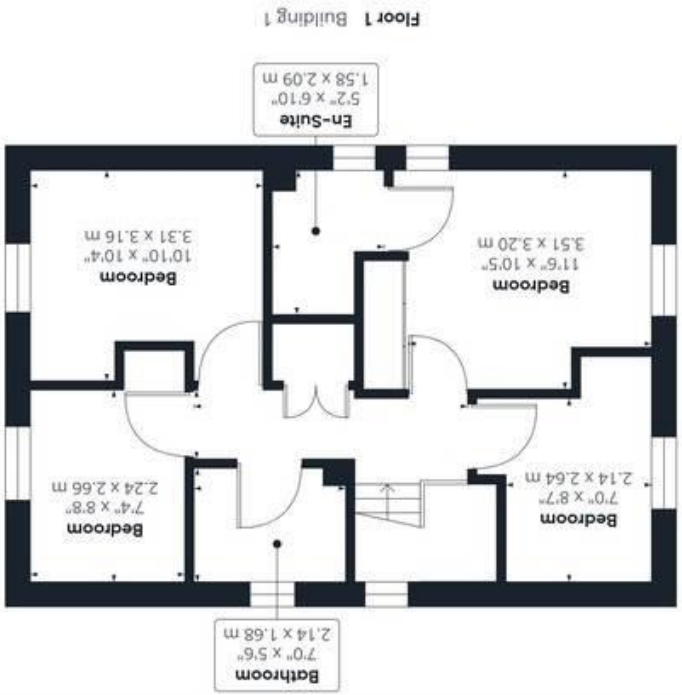 Bathroom
7'0" x 5'6"
2.14 x 1.68 m
Bedroom
7'0" x 8'7"
2.14 x 2.64 m
Bedroom
7'4" x 8'8"
2.24 x 2.66 m
Bedroom
11'6" x 10'5"
3.51 x 3.20 m
Bedroom
10'10" x 10'4"
3.31 x 3.16 m
En-Suite
5'2" x 6'10"
1.58 x 2.09 m
Floor 1 Building 1